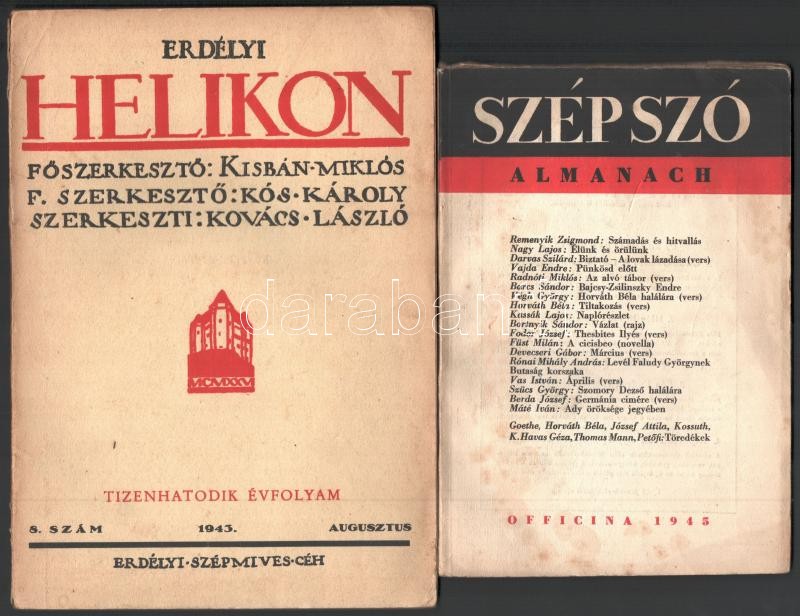 ERDÉLYI
HELIKON
FŐSZERKESZTŐ: KISBÁN-MIKLÓS
F. SZERKESZTŐ: KÓS·KÁROLY
SZERKESZTI: KOVÁCS·LÁSZLÓ
MCMXXIV
TIZENHATODIK ÉVFOLYAM
8. SZÁM 1943. AUGUSZTUS
ERDÉLYI·SZÉPMIVES·CÉH
SZÉP SZÓ
ALMANACH
Remenyik Zsigmond: Számadás és hitvallás
Nagy Lajos: Élünk és örülünk
Darvas Szilárd: Biztató – A lovak lázadása (vers)
Vajda Endre: Pünkösd előtt
Radnóti Miklós: Az alvó tábor (vers)
Bores Sándor: Bajcsy-Zsilinszky Endre
Végh György: Horváth Béla halálára (vers)
Horváth Béla: Tiltakozás (vers)
Kassák Lajos: Naplórészlet
Bortnyik Sándor: Vázlat (rajz)
Fodor József: Thesbites Illyés (vers)
Füst Milán: A cicisbeo (novella)
Devecseri Gábor: Március (vers)
Rónai Mihály András: Levél Faludy Györgynek
Butaság korszaka
Vas István: Április (vers)
Szűcs György: Szomory Dezső halálára
Berda József: Germánia címére (vers)
Máté Iván: Ady öröksége jegyében
Goethe, Horváth Béla, József Attila, Kossuth,
K. Havas Géza, Thomas Mann, Petőfi: Töredékek
OFFICINA 1945
darabanth